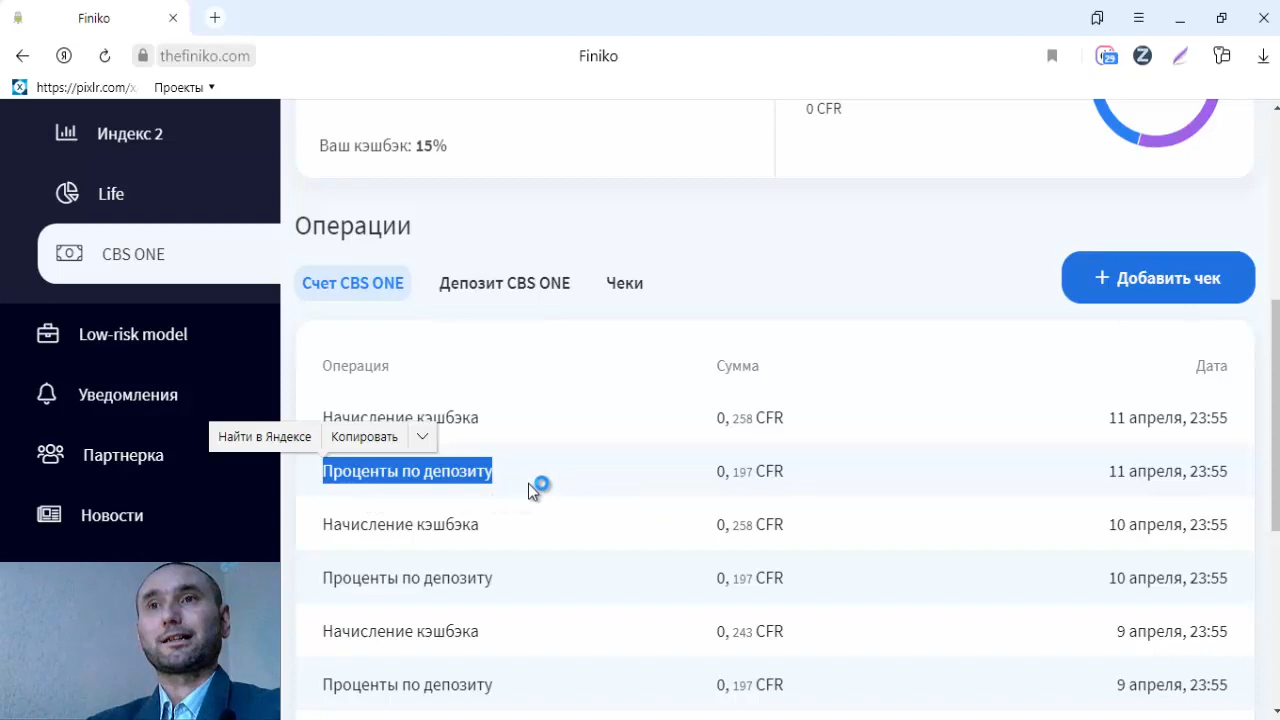 Finiko
thefiniko.com
Finiko
29
Z
https://pixlr.com/x
Проекты
Индекс 2
Life
CBS ONE
Low-risk model
Уведомления
Партнерка
Новости
0 CFR
Ваш кэшбэк: 15%
Операции
Счет CBS ONE Депозит CBS ONE Чеки
+ Добавить чек
Операция Сумма Дата
Начисление кэшбэка 0, 258 CFR 11 апреля, 23:55
Найти в Яндексе Копировать
Проценты по депозиту 0, 197 CFR 11 апреля, 23:55
Начисление кэшбэка 0, 258 CFR 10 апреля, 23:55
Проценты по депозиту 0, 197 CFR 10 апреля, 23:55
Начисление кэшбэка 0, 243 CFR 9 апреля, 23:55
Проценты по депозиту 0, 197 CFR 9 апреля, 23:55